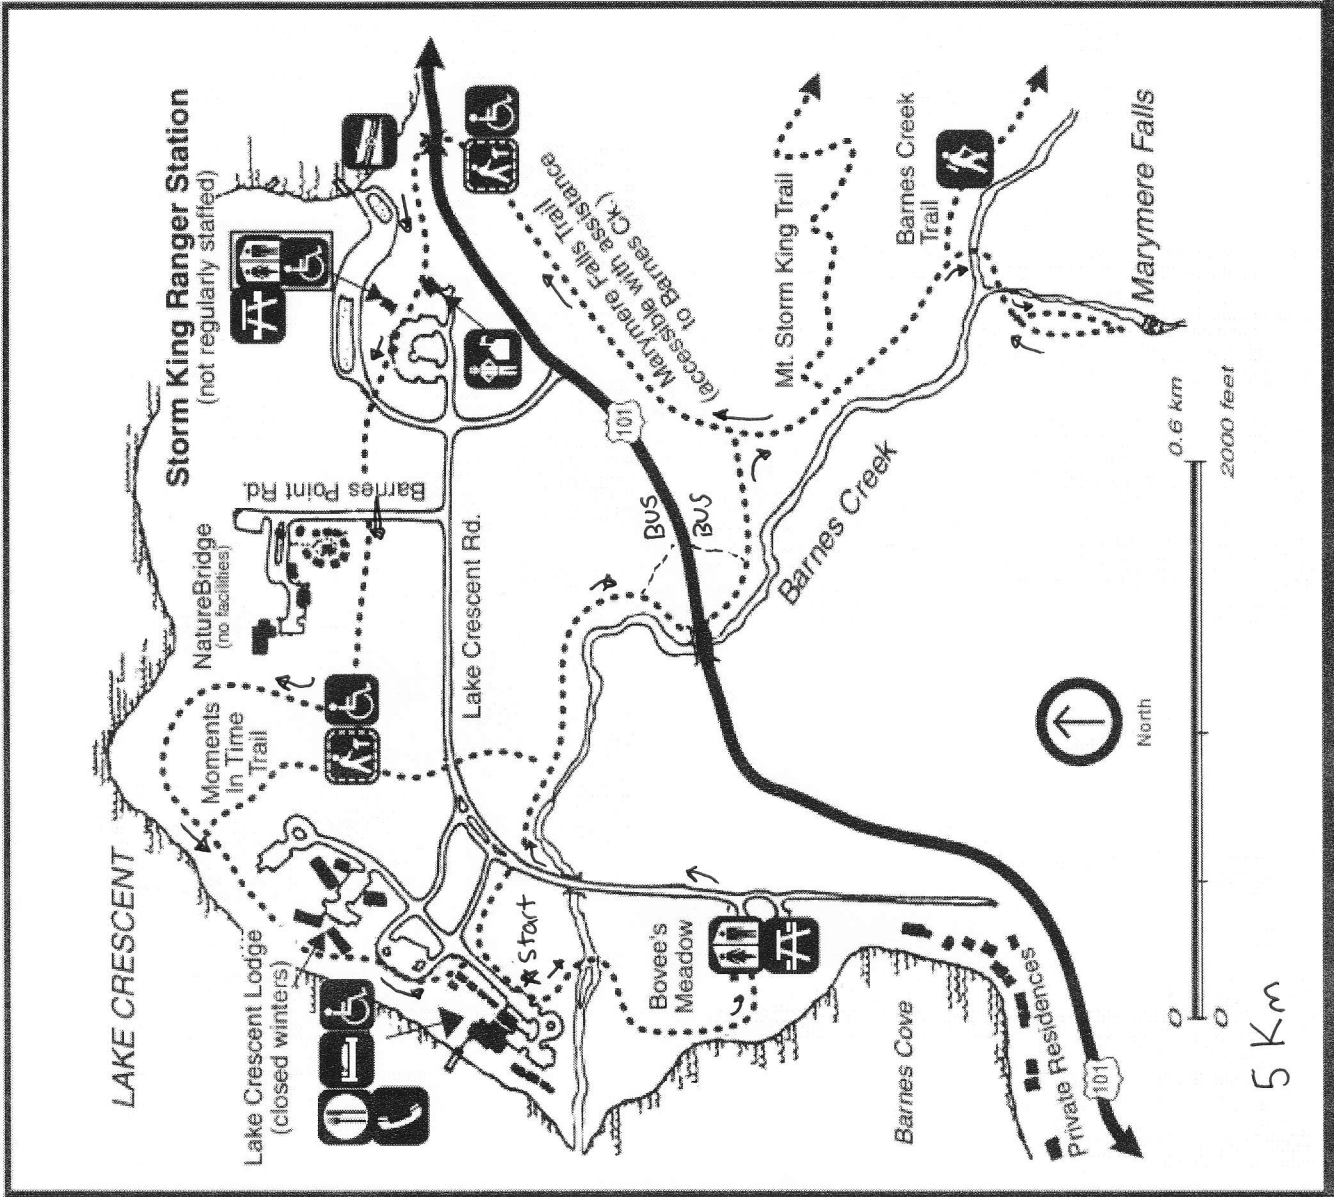 LAKE CRESCENT
Storm King Ranger Station
(not regularly staffed)
NatureBridge
(no facilities)
Barnes Point Rd.
Moments
In Time
Trail
Lake Crescent Lodge
(closed winters)
Lake Crescent Rd.
Start
Bovee's
Meadow
Barnes Cove
Private Residences
101
BUS
BUS
101
Marymere Falls Trail
(accessible with assistance
to Barnes Ck.)
Mt. Storm King Trail
Barnes Creek
Trail
Barnes Creek
Marymere Falls
North
0 0.6 km
0 2000 feet
5 Km